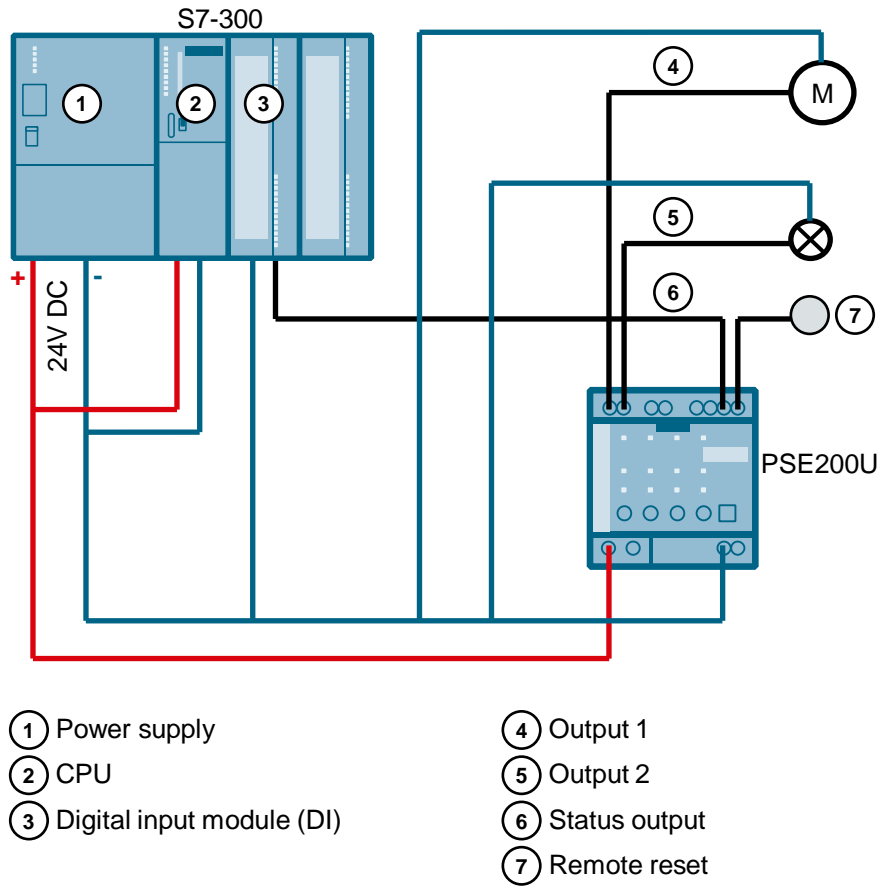 S7-300
1
2
3
4
M
5
6
7
+
-
24V DC
PSE200U
1 Power supply
2 CPU
3 Digital input module (DI)
4 Output 1
5 Output 2
6 Status output
7 Remote reset